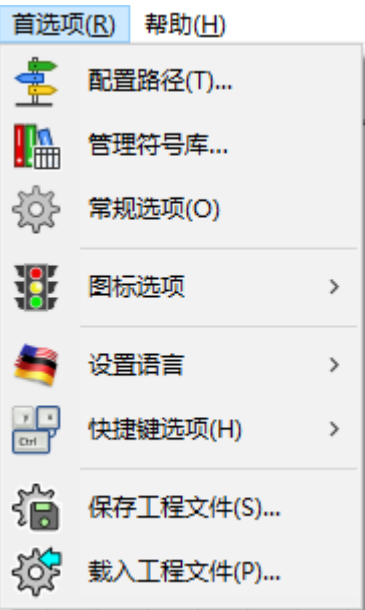 首选项(R) 帮助(H)
配置路径(T)...
管理符号库...
常规选项(O)
图标选项
设置语言
快捷键选项(H)
Ctrl
保存工程文件(S)...
载入工程文件(P)...